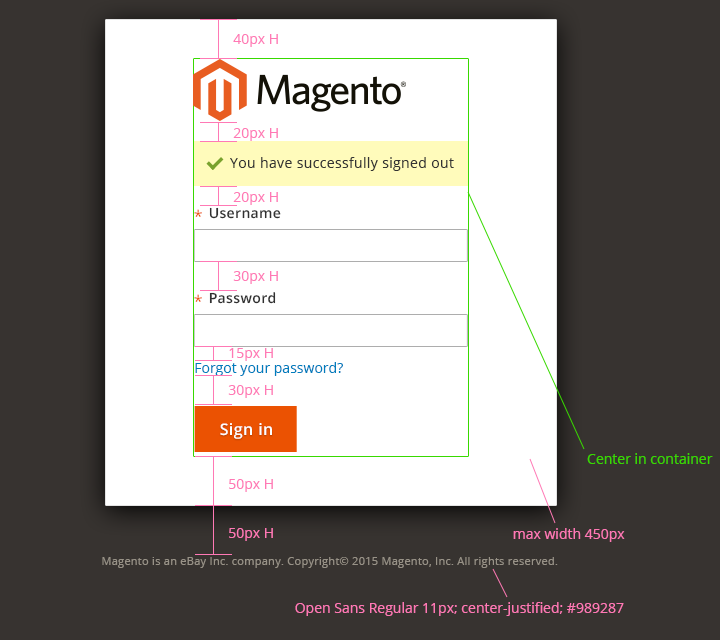 40px H
Magento®
20px H
You have successfully signed out
20px H
* Username
30px H
* Password
15px H
Forgot your password?
30px H
Sign in
Center in container
50px H
50px H
max width 450px
Magento is an eBay Inc. company. Copyright© 2015 Magento, Inc. All rights reserved.
Open Sans Regular 11px; center-justified; #989287